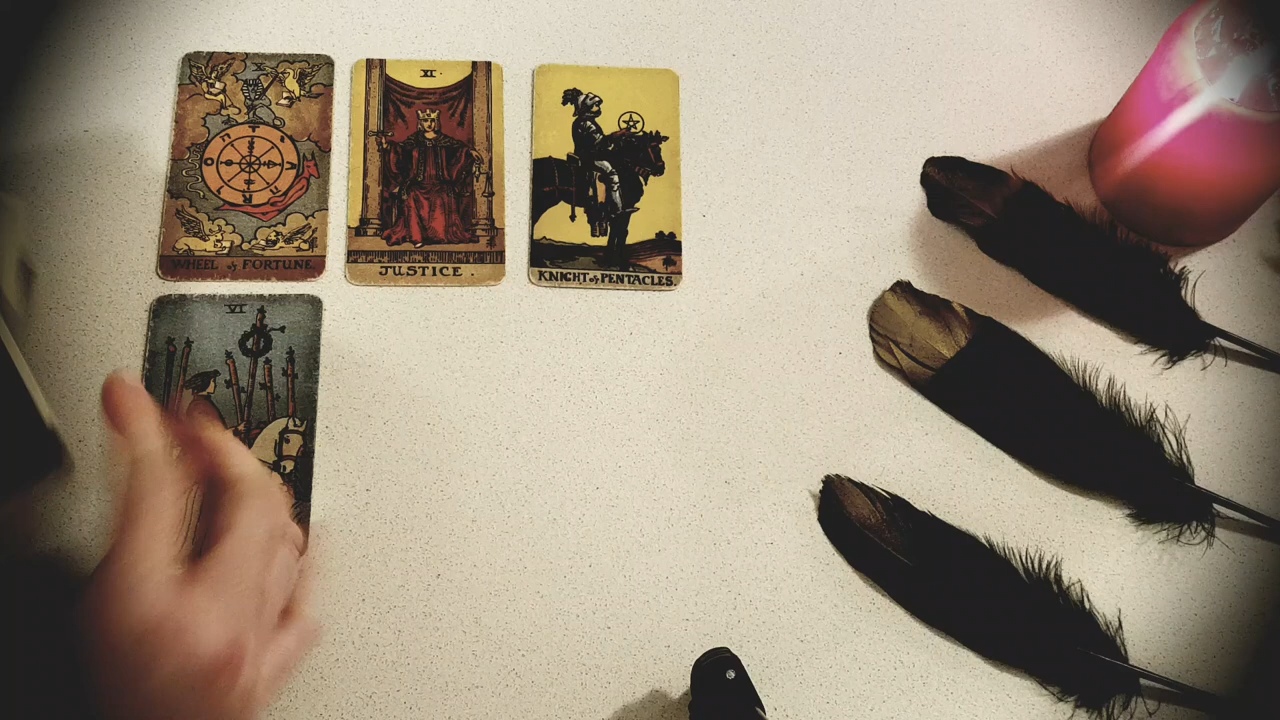 X
WHEEL of FORTUNE.
XI.
JUSTICE.
KNIGHT of PENTACLES.
VI